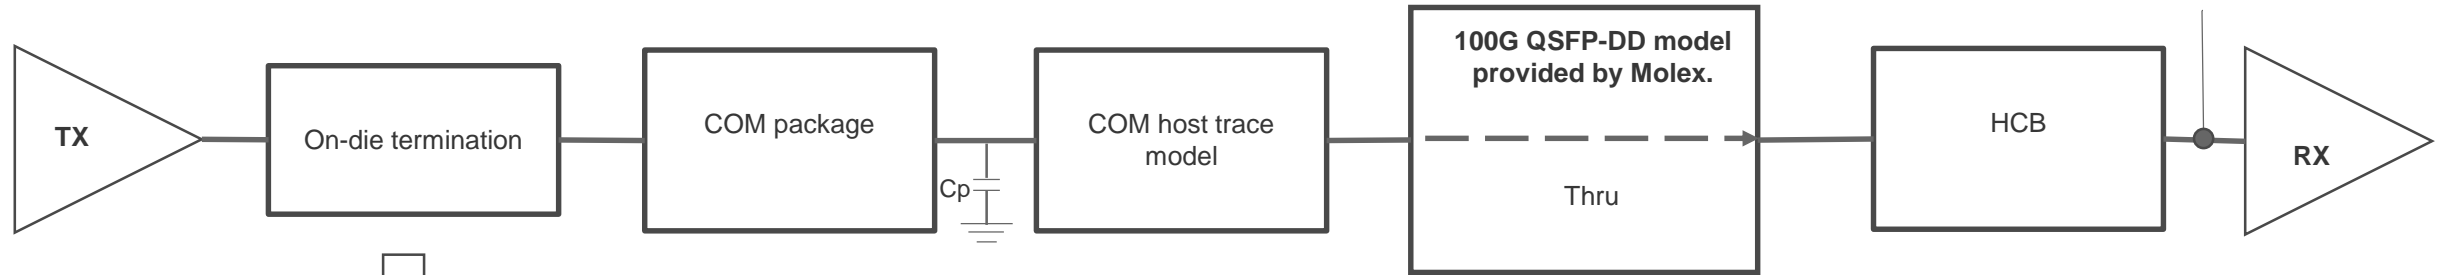 TX
On-die termination
COM package
Cp
COM host trace
model
100G QSFP-DD model
provided by Molex.
Thru
HCB
RX